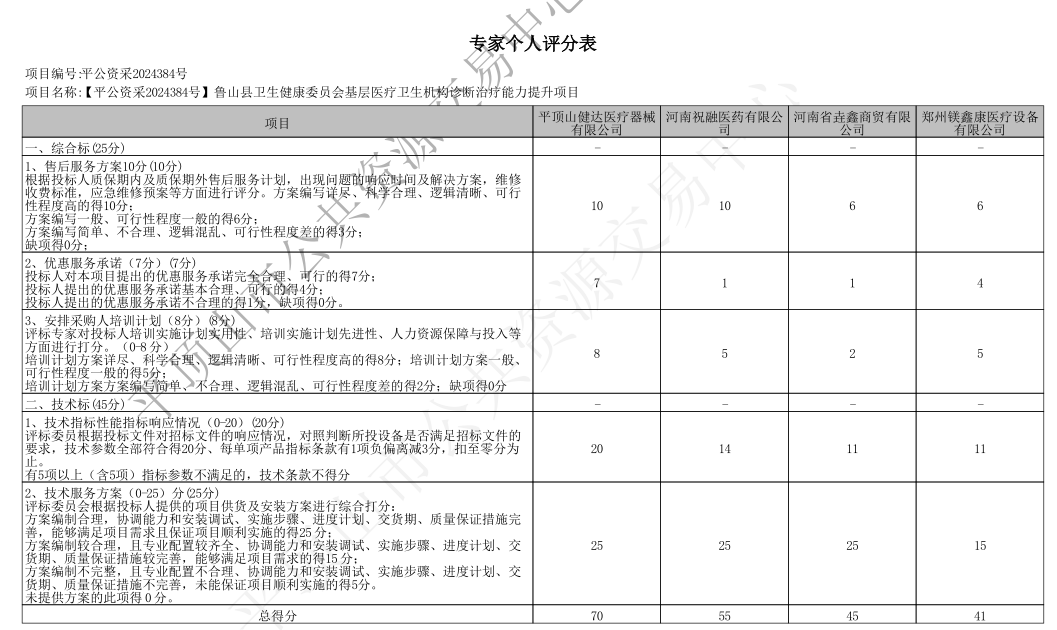 专家个人评分表
项目编号:平公资采2024384号
项目名称:【平公资采2024384号】鲁山县卫生健康委员会基层医疗卫生机构诊断治疗能力提升项目
项目
平顶山健达医疗器械
有限公司
河南祝融医药有限公
司
河南省垚鑫商贸有限
公司
郑州镁鑫康医疗设备
有限公司
一、综合标(25分) - - - -
1、售后服务方案10分(10分)
根据投标人质保期内及质保期外售后服务计划，出现问题的响应时间及解决方案，维修
收费标准，应急维修预案等方面进行评分。方案编写详尽、科学合理、逻辑清晰、可行
性程度高的得10分；
方案编写一般、可行性程度一般的得6分；
方案编写简单、不合理、逻辑混乱、可行性程度差的得3分；
缺项得0分；
10 10 6 6
2、优惠服务承诺（7分）(7分)
投标人对本项目提出的优惠服务承诺完全合理、可行的得7分；
投标人提出的优惠服务承诺基本合理、可行的得4分；
投标人提出的优惠服务承诺不合理的得1分，缺项得0分。
7 1 1 4
3、安排采购人培训计划（8分）(8分)
评标专家对投标人培训实施计划实用性、培训实施计划先进性、人力资源保障与投入等
方面进行打分。（0-8 分）
培训计划方案详尽、科学合理、逻辑清晰、可行性程度高的得8分；培训计划方案一般、
可行性程度一般的得5分；
培训计划方案方案编写简单、不合理、逻辑混乱、可行性程度差的得2分；缺项得0分
8 5 2 5
二、技术标(45分) - - - -
1、技术指标性能指标响应情况（0-20）(20分)
评标委员根据投标文件对招标文件的响应情况，对照判断所投设备是否满足招标文件的
要求，技术参数全部符合得20分、每单项产品指标条款有1项负偏离减3分，扣至零分为
止。
有5项以上（含5项）指标参数不满足的，技术条款不得分
20 14 11 11
2、技术服务方案（0-25）分(25分)
评标委员会根据投标人提供的项目供货及安装方案进行综合打分：
方案编制合理，协调能力和安装调试、实施步骤、进度计划、交货期、质量保证措施完
善，能够满足项目需求且保证项目顺利实施的得25 分；
方案编制较合理，且专业配置较齐全、协调能力和安装调试、实施步骤、进度计划、交
货期、质量保证措施较完善，能够满足项目需求的得15 分；
方案编制不完整，且专业配置不合理、协调能力和安装调试、实施步骤、进度计划、交
货期、质量保证措施不完善，未能保证项目顺利实施的得5分。
未提供方案的此项得 0 分。
25 25 25 15
总得分 70 55 45 41
平顶山市公共资源交易中心
平顶山市公共资源交易中心